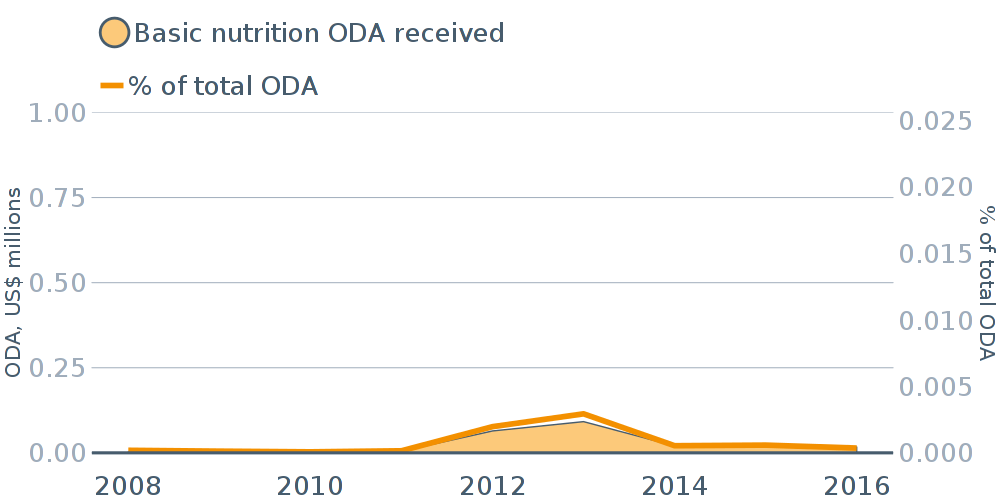 Basic nutrition ODA received
% of total ODA
1.00
0.75
0.50
0.25
0.00
ODA, US$ millions
0.025
0.020
0.015
0.010
0.005
0.000
% of total ODA
2008 2010 2012 2014 2016